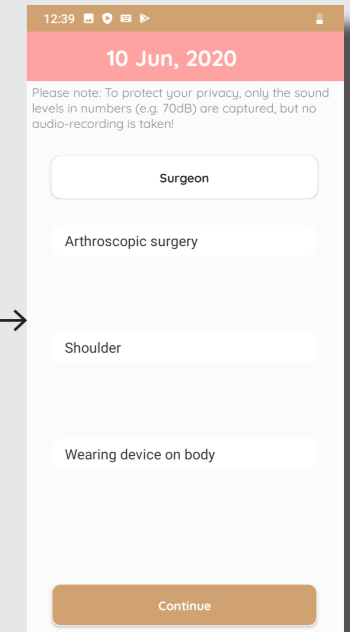 12:39
10 Jun, 2020
Please note: To protect your privacy, only the sound
levels in numbers (e.g. 70dB) are captured, but no
audio-recording is taken!
Surgeon
Arthroscopic surgery
Shoulder
Wearing device on body
Continue